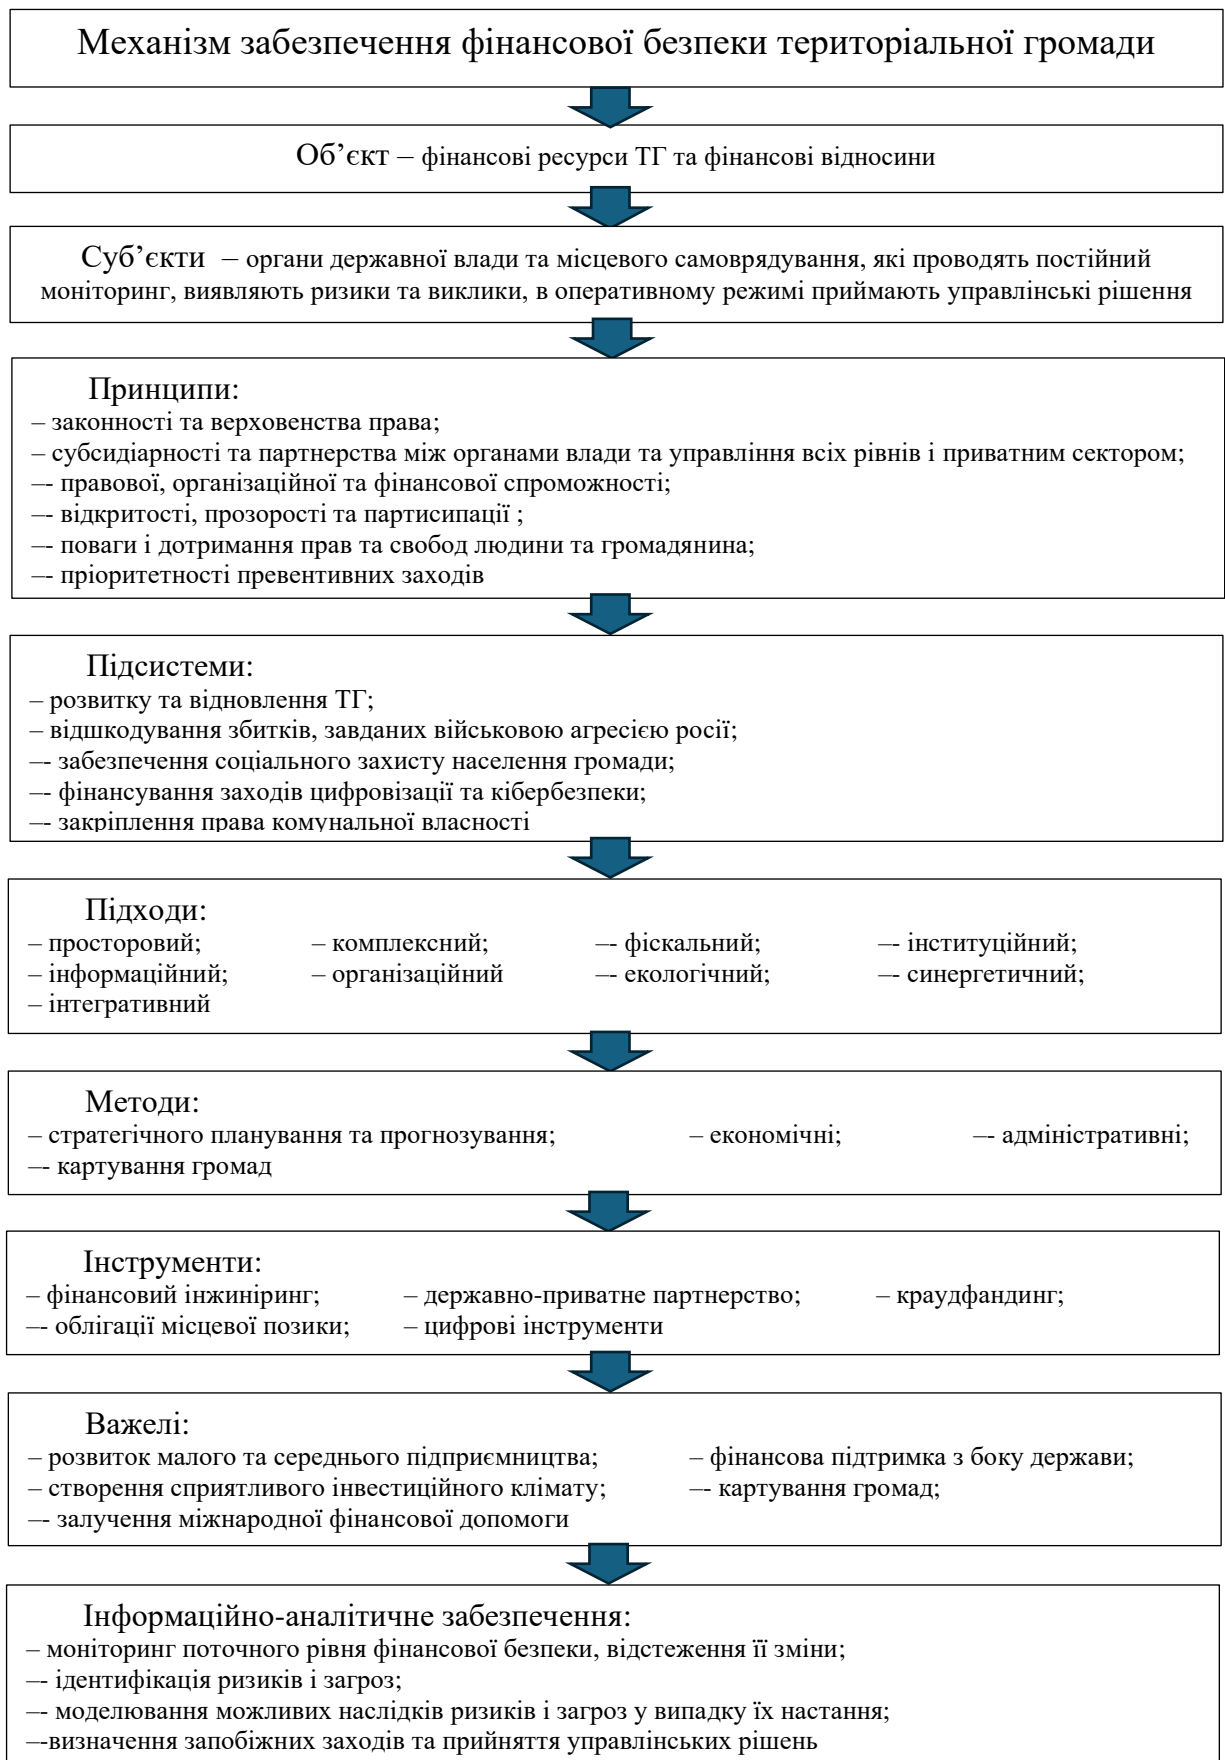 Механізм забезпечення фінансової безпеки територіальної громади
Об’єкт – фінансові ресурси ТГ та фінансові відносини
Суб’єкти – органи державної влади та місцевого самоврядування, які проводять постійний
моніторинг, виявляють ризики та виклики, в оперативному режимі приймають управлінські рішення
Принципи:
– законності та верховенства права;
– субсидіарності та партнерства між органами влади та управління всіх рівнів і приватним сектором;
–- правової, організаційної та фінансової спроможності;
–- відкритості, прозорості та партисипації ;
–- поваги і дотримання прав та свобод людини та громадянина;
–- пріоритетності превентивних заходів
Підсистеми:
– розвитку та відновлення ТГ;
– відшкодування збитків, завданих військовою агресією росії;
–- забезпечення соціального захисту населення громади;
–- фінансування заходів цифровізації та кібербезпеки;
–- закріплення права комунальної власності
Підходи:
– просторовий; – комплексний; –- фіскальний; –- інституційний;
– інформаційний; – організаційний –- екологічний; –- синергетичний;
– інтегративний
Методи:
– стратегічного планування та прогнозування; – економічні; –- адміністративні;
–- картування громад
Інструменти:
– фінансовий інжиніринг; – державно-приватне партнерство; – краудфандинг;
–- облігації місцевої позики; – цифрові інструменти
Важелі:
– розвиток малого та середнього підприємництва; – фінансова підтримка з боку держави;
– створення сприятливого інвестиційного клімату; –- картування громад;
–- залучення міжнародної фінансової допомоги
Інформаційно-аналітичне забезпечення:
– моніторинг поточного рівня фінансової безпеки, відстеження її зміни;
–- ідентифікація ризиків і загроз;
–- моделювання можливих наслідків ризиків і загроз у випадку їх настання;
–-визначення запобіжних заходів та прийняття управлінських рішень